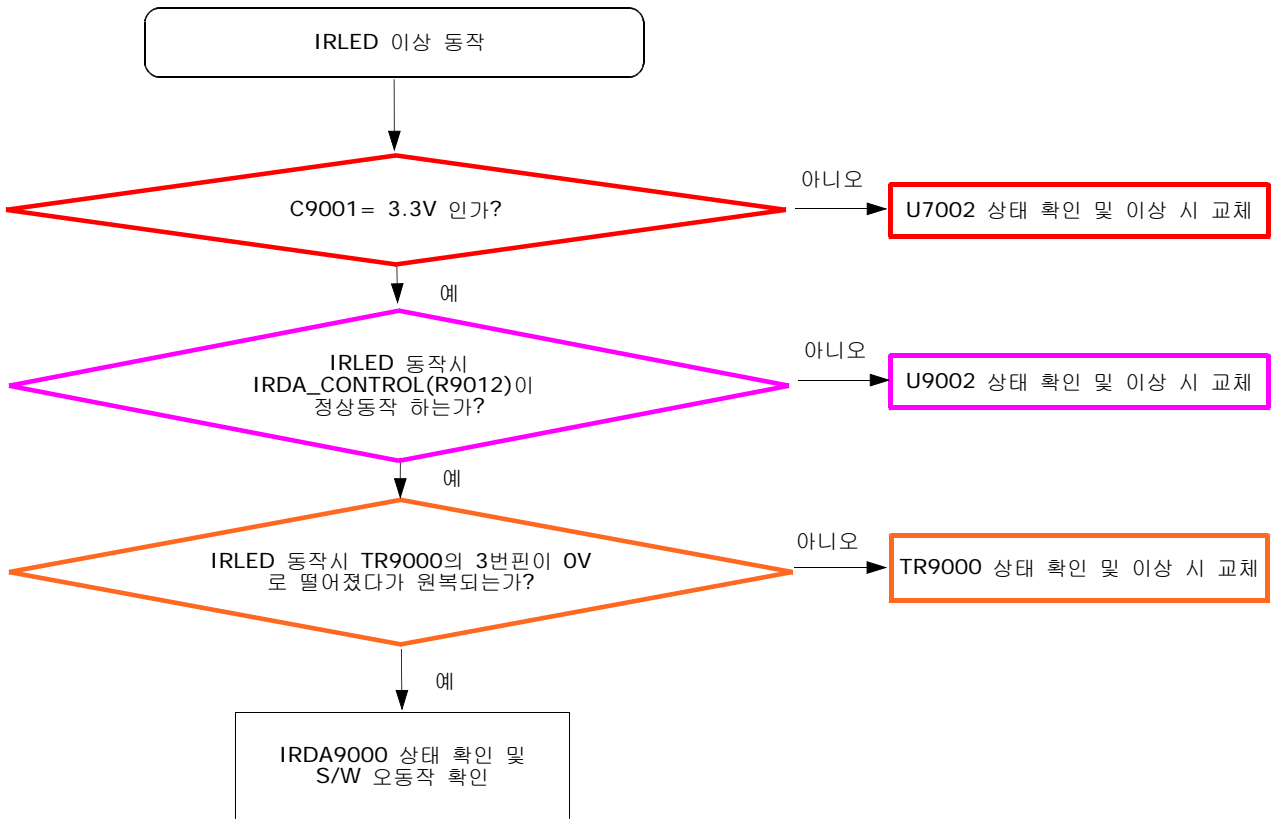 IRLED 이상 동작
C9001= 3.3V 인가?
아니오
U7002 상태 확인 및 이상 시 교체
예
IRLED 동작시
IRDA_CONTROL(R9012)이
정상동작 하는가?
아니오
U9002 상태 확인 및 이상 시 교체
예
IRLED 동작시 TR9000의 3번핀이 0V
로 떨어졌다가 원복되는가?
아니오
TR9000 상태 확인 및 이상 시 교체
예
IRDA9000 상태 확인 및
S/W 오동작 확인